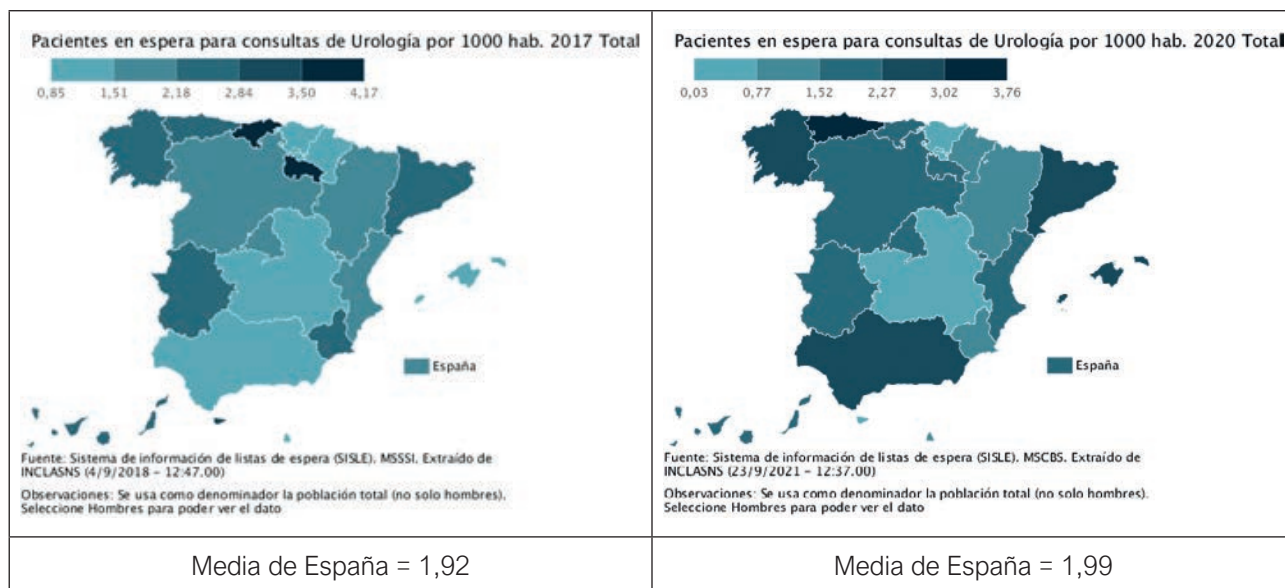 Pacientes en espera para consultas de Urología por 1000 hab. 2017 Total
0,85 1,51 2,18 2,84 3,50 4,17
España
Fuente: Sistema de información de listas de espera (SISLE). MSSSI. Extraído de
INCLASNS (4/9/2018 – 12:47.00)
Observaciones: Se usa como denominador la población total (no solo hombres).
Seleccione Hombres para poder ver el dato
Media de España = 1,92
Pacientes en espera para consultas de Urología por 1000 hab. 2020 Total
0,03 0,77 1,52 2,27 3,02 3,76
España
Fuente: Sistema de información de listas de espera (SISLE). MSCBS. Extraído de
INCLASNS (23/9/2021 – 12:37.00)
Observaciones: Se usa como denominador la población total (no solo hombres).
Seleccione Hombres para poder ver el dato
Media de España = 1,99